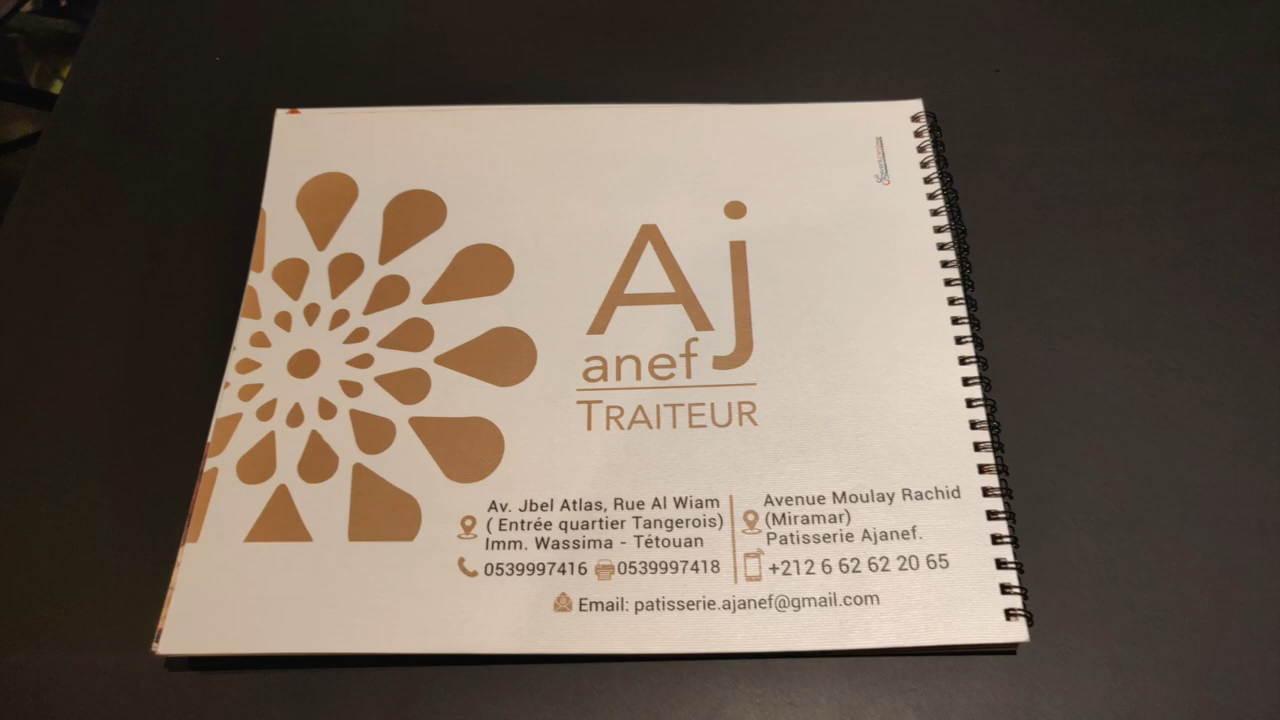 Aj
anef
TRAITEUR
Av. Jbel Atlas, Rue Al Wiam
( Entrée quartier Tangerois)
Imm. Wassima - Tétouan
0539997416 0539997418
Avenue Moulay Rachid
(Miramar)
Patisserie Ajanef.
+212 6 62 62 20 65
Email: patisserie.ajanef@gmail.com